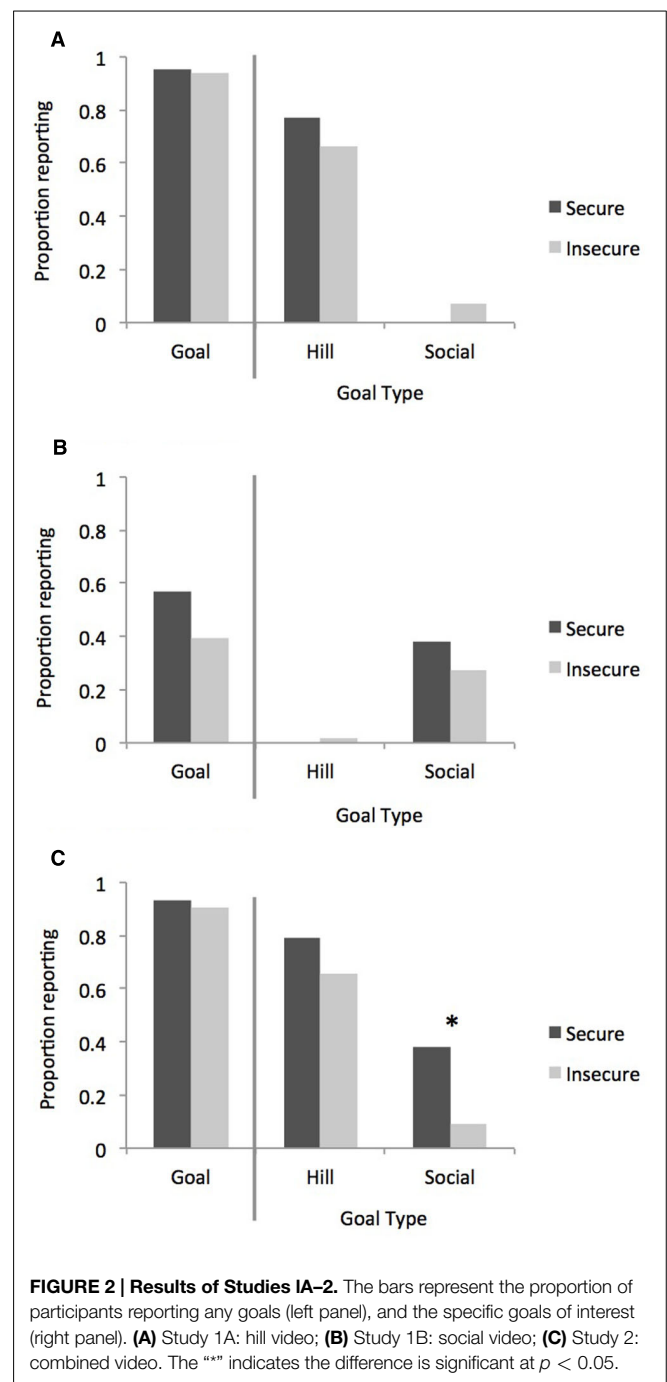 A
Proportion reporting
1
0.8
0.6
0.4
0.2
0
Goal
Hill
Social
Goal Type
Secure
Insecure
B
Proportion reporting
1
0.8
0.6
0.4
0.2
0
Goal
Hill
Social
Goal Type
Secure
Insecure
C
Proportion reporting
1
0.8
0.6
0.4
0.2
0
*
Goal
Hill
Social
Goal Type
Secure
Insecure
FIGURE 2 | Results of Studies IA–2. The bars represent the proportion of
participants reporting any goals (left panel), and the specific goals of interest
(right panel). (A) Study 1A: hill video; (B) Study 1B: social video; (C) Study 2:
combined video. The “*” indicates the difference is significant at p < 0.05.